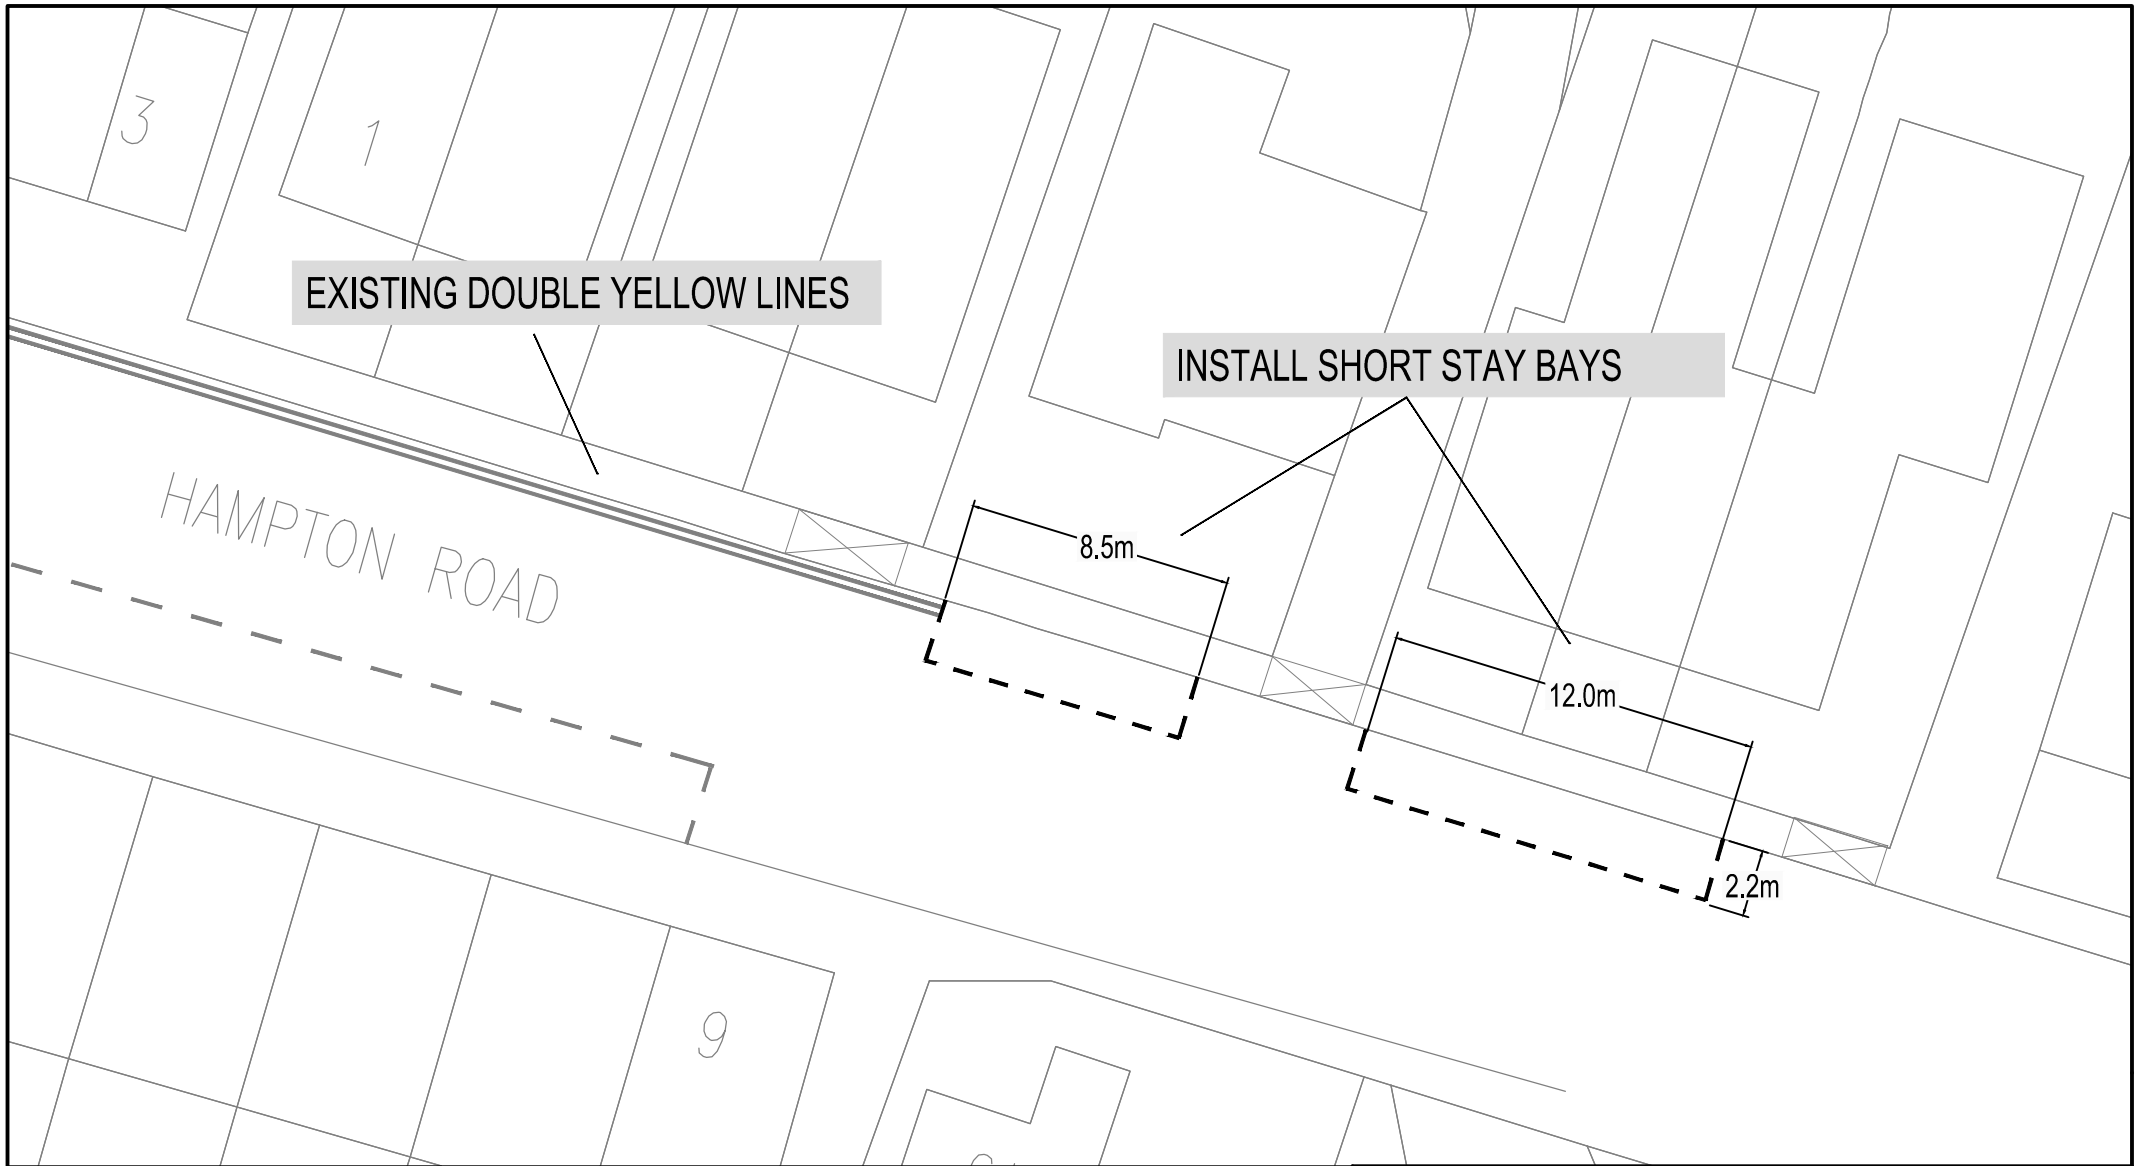 3
1
EXISTING DOUBLE YELLOW LINES
INSTALL SHORT STAY BAYS
HAMPTON ROAD
8.5m
12.0m
2.2m
9